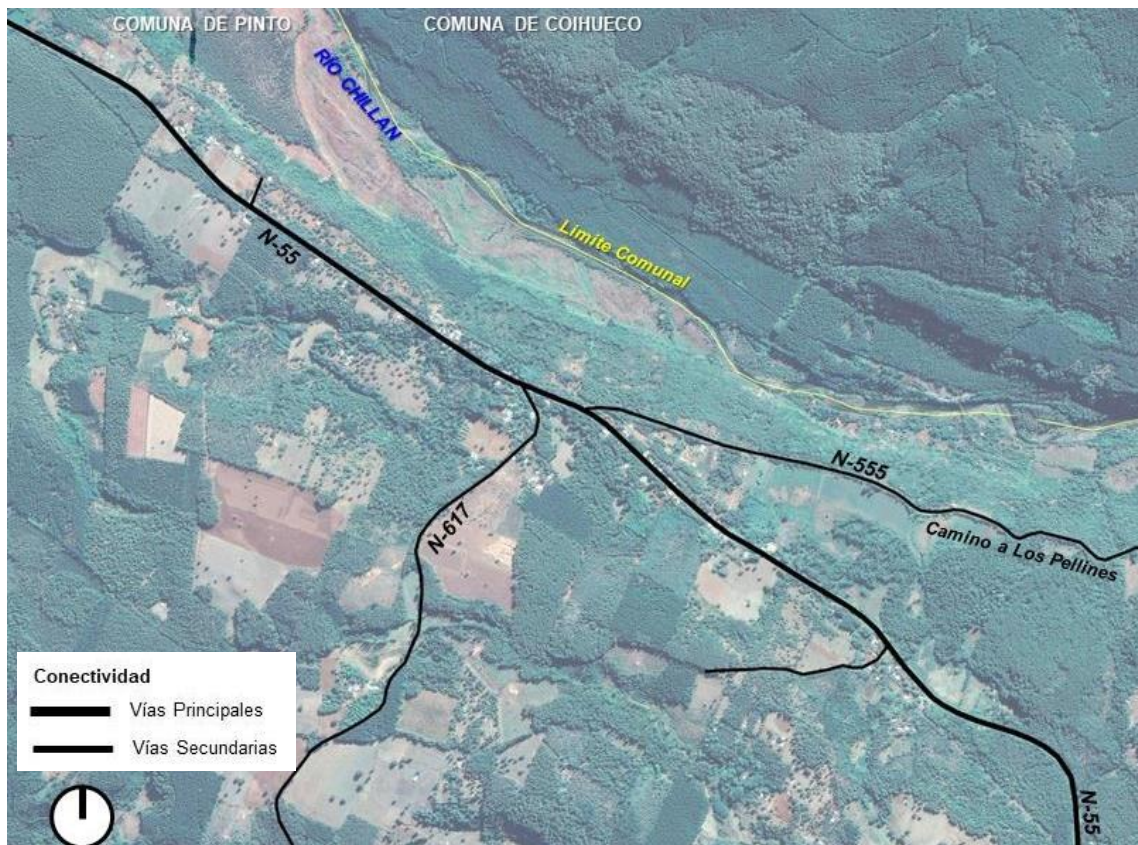 COMUNA DE PINTO
COMUNA DE COIHUECO
RÍO CHILLAN
Límite Comunal
N-55
N-555
N-617
Camino a Los Pellines
Conectividad
Vías Principales
Vías Secundarias
N-55